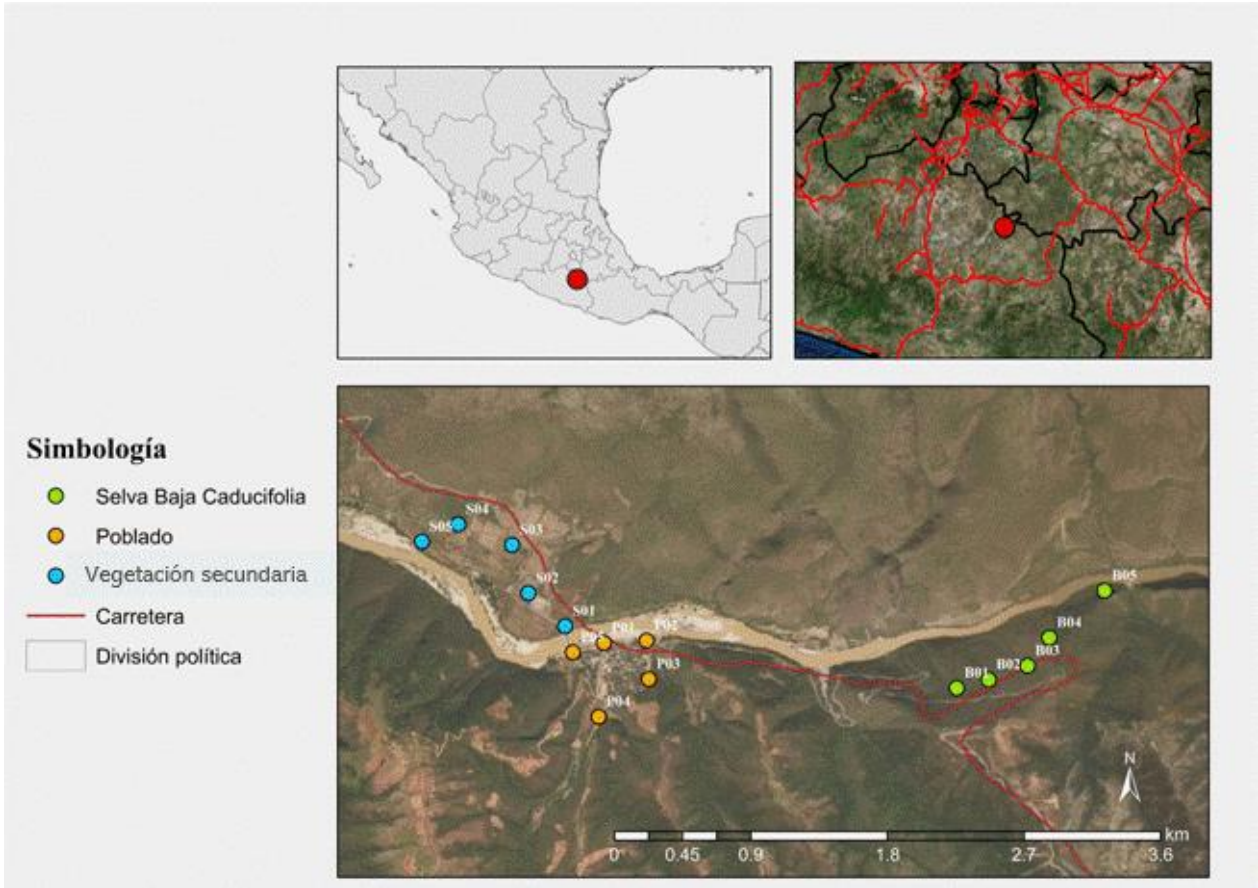 Simbología
Selva Baja Caducifolia
Poblado
Vegetación secundaria
Carretera
División política
S04
S05
S03
S02
S01
P01
P02
P05
P03
P04
B05
B04
B03
B02
B01
N
km
0 0.45 0.9 1.8 2.7 3.6